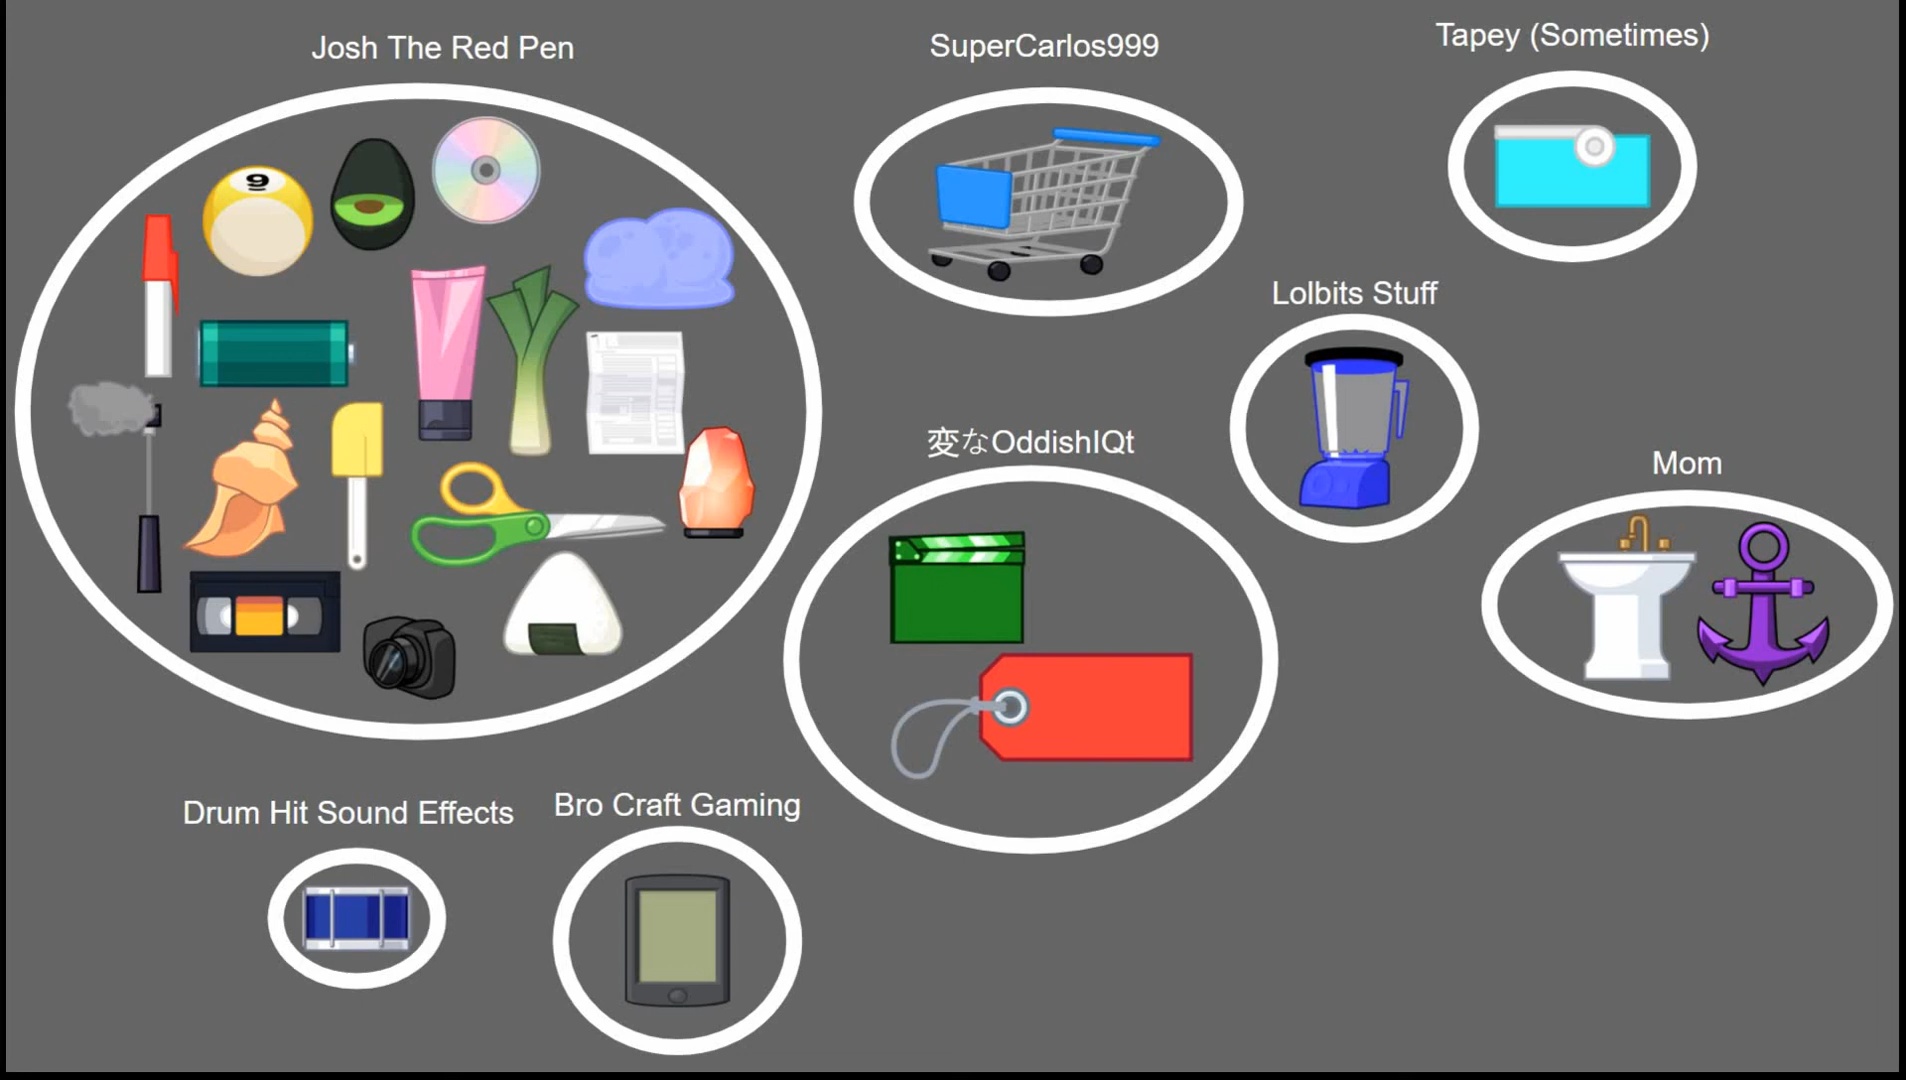 Josh The Red Pen
SuperCarlos999
Tapey (Sometimes)
9
Lolbits Stuff
変なOddishIQt
Mom
Drum Hit Sound Effects
Bro Craft Gaming